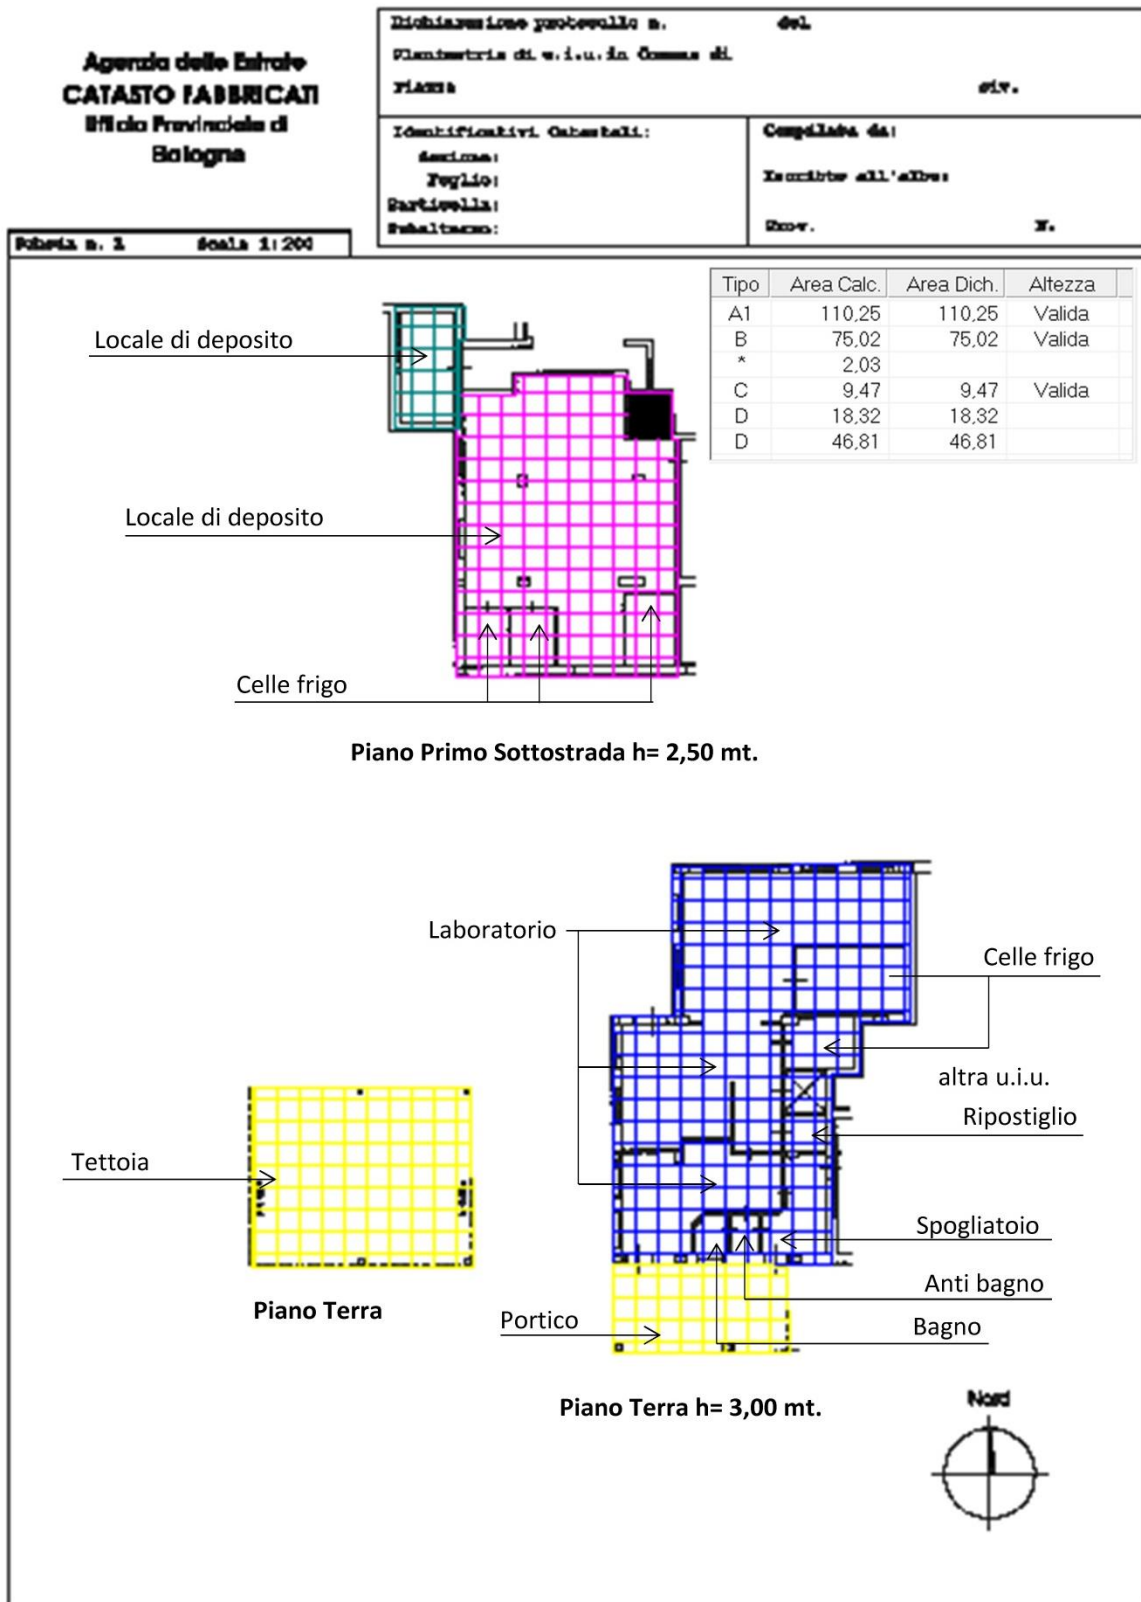 Agenzia delle Entrate
CATASTO FABBRICATI
Ufficio Provinciale di
Bologna
Dichiarazione protocollo n. del
Planimetria di u.i.u. in Comune di
civ.
Identificativi Catastali:
Sezione:
Foglio:
Particella:
Subalterno:
Compilata da:
Iscritto all'albo:
Prov. N.
Scheda n. 1 Scala 1:200
Tipo Area Calc. Area Dich. Altezza
A1 110,25 110,25 Valida
B 75,02 75,02 Valida
* 2,03
C 9,47 9,47 Valida
D 18,32 18,32
D 46,81 46,81
Locale di deposito
Locale di deposito
Celle frigo
Piano Primo Sottostrada h= 2,50 mt.
Laboratorio
Celle frigo
altra u.i.u.
Ripostiglio
Tettoia
Spogliatoio
Anti bagno
Piano Terra
Portico
Bagno
Piano Terra h= 3,00 mt.
Nord